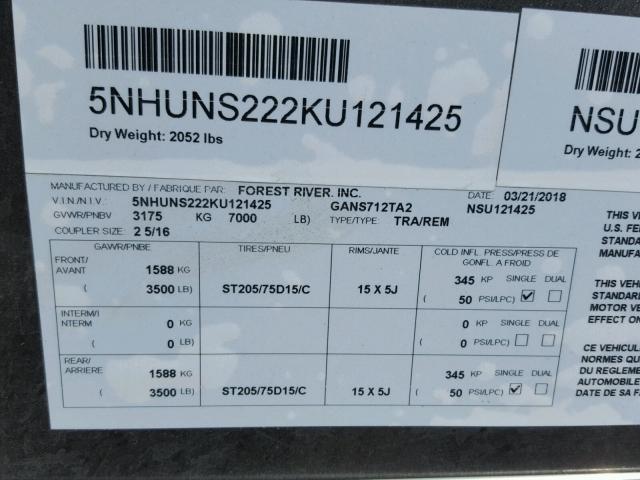 5NHUNS222KU121425
Dry Weight: 2052 lbs
NSU
Dry Weight: 2
MANUFACTURED BY / FABRIQUE PAR: FOREST RIVER, INC. DATE: 03/21/2018
V.I.N./N.I.V.: 5NHUNS222KU121425 GANS712TA2 NSU121425
GVWR/PNBV 3175 KG 7000 LB) TYPE/TYPE: TRA/REM
COUPLER SIZE: 2 5/16
GAWR/PNBE TIRES/PNEU RIMS/JANTE COLD INFL. PRESS/PRESS DE GONFL. A FROID
FRONT/
AVANT 1588 KG 345 KP SINGLE DUAL
( 3500 LB) ST205/75D15/C 15 X 5J ( 50 PSI/LPC)
INTERM/I
NTERM 0 KG 0 KP SINGLE DUAL
( 0 LB) ( 0 PSI/LPC)
REAR/
ARRIERE 1588 KG 345 KP SINGLE DUAL
( 3500 LB) ST205/75D15/C 15 X 5J ( 50 PSI/LPC)
THIS V
U.S. FE
STANDA
MANUFA
THIS VEH
STANDAR
MOTOR VE
EFFECT ON
CE VEHICUL
NORMES QU
DU REGLEME
AUTOMOBILE
DATE DE SA FA